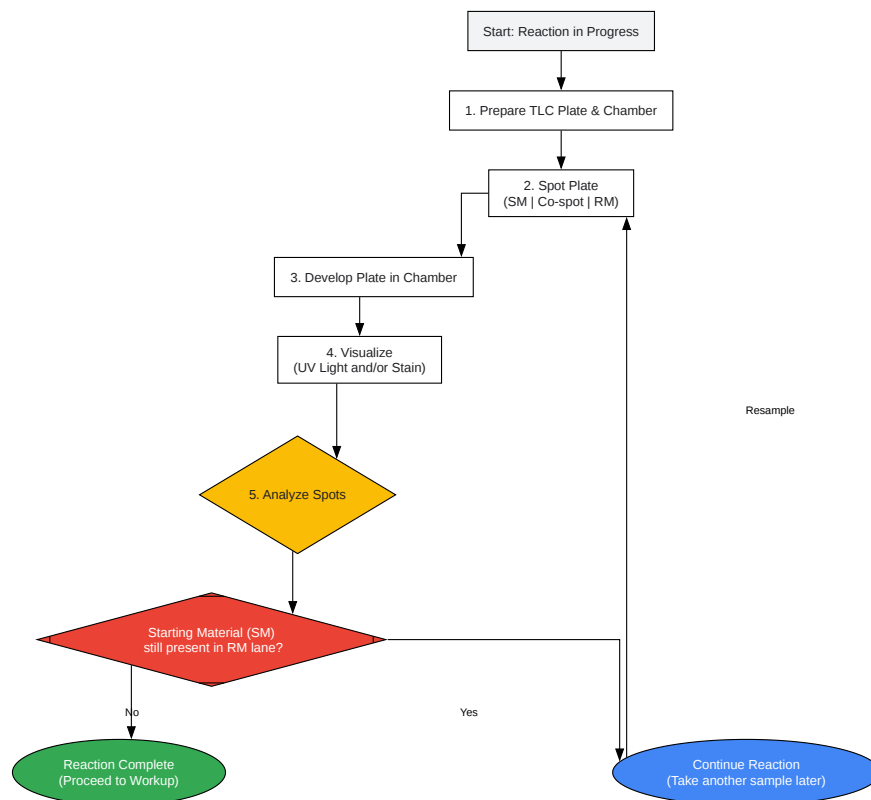 Start: Reaction in Progress
1. Prepare TLC Plate & Chamber
2. Spot Plate
(SM | Co-spot | RM)
3. Develop Plate in Chamber
4. Visualize
(UV Light and/or Stain)
Resample
5. Analyze Spots
Starting Material (SM)
still present in RM lane?
No
Yes
Reaction Complete
(Proceed to Workup)
Continue Reaction
(Take another sample later)